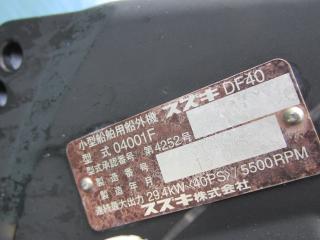 小型船舶用船外機 スズキ DF40
型式 04001F
型式承認番号 第4252号
製造番号
製造年月
連続最大出力 29.4kW(40PS)/5500RPM
スズキ株式会社